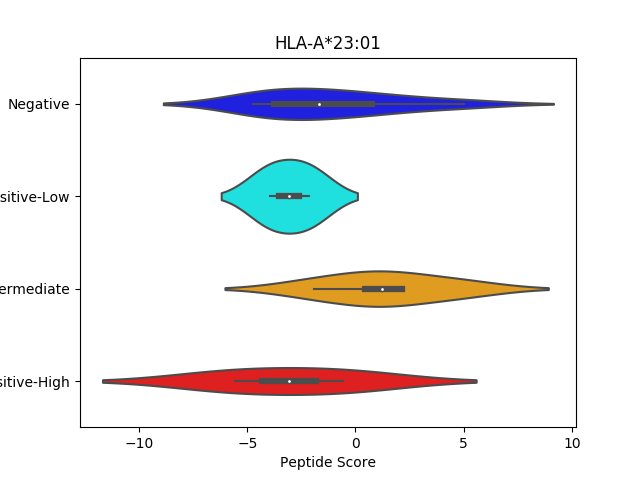 HLA-A*23:01
Negative
sitive-Low
ermediate
sitive-High
−10
−5
0
5
10
Peptide Score